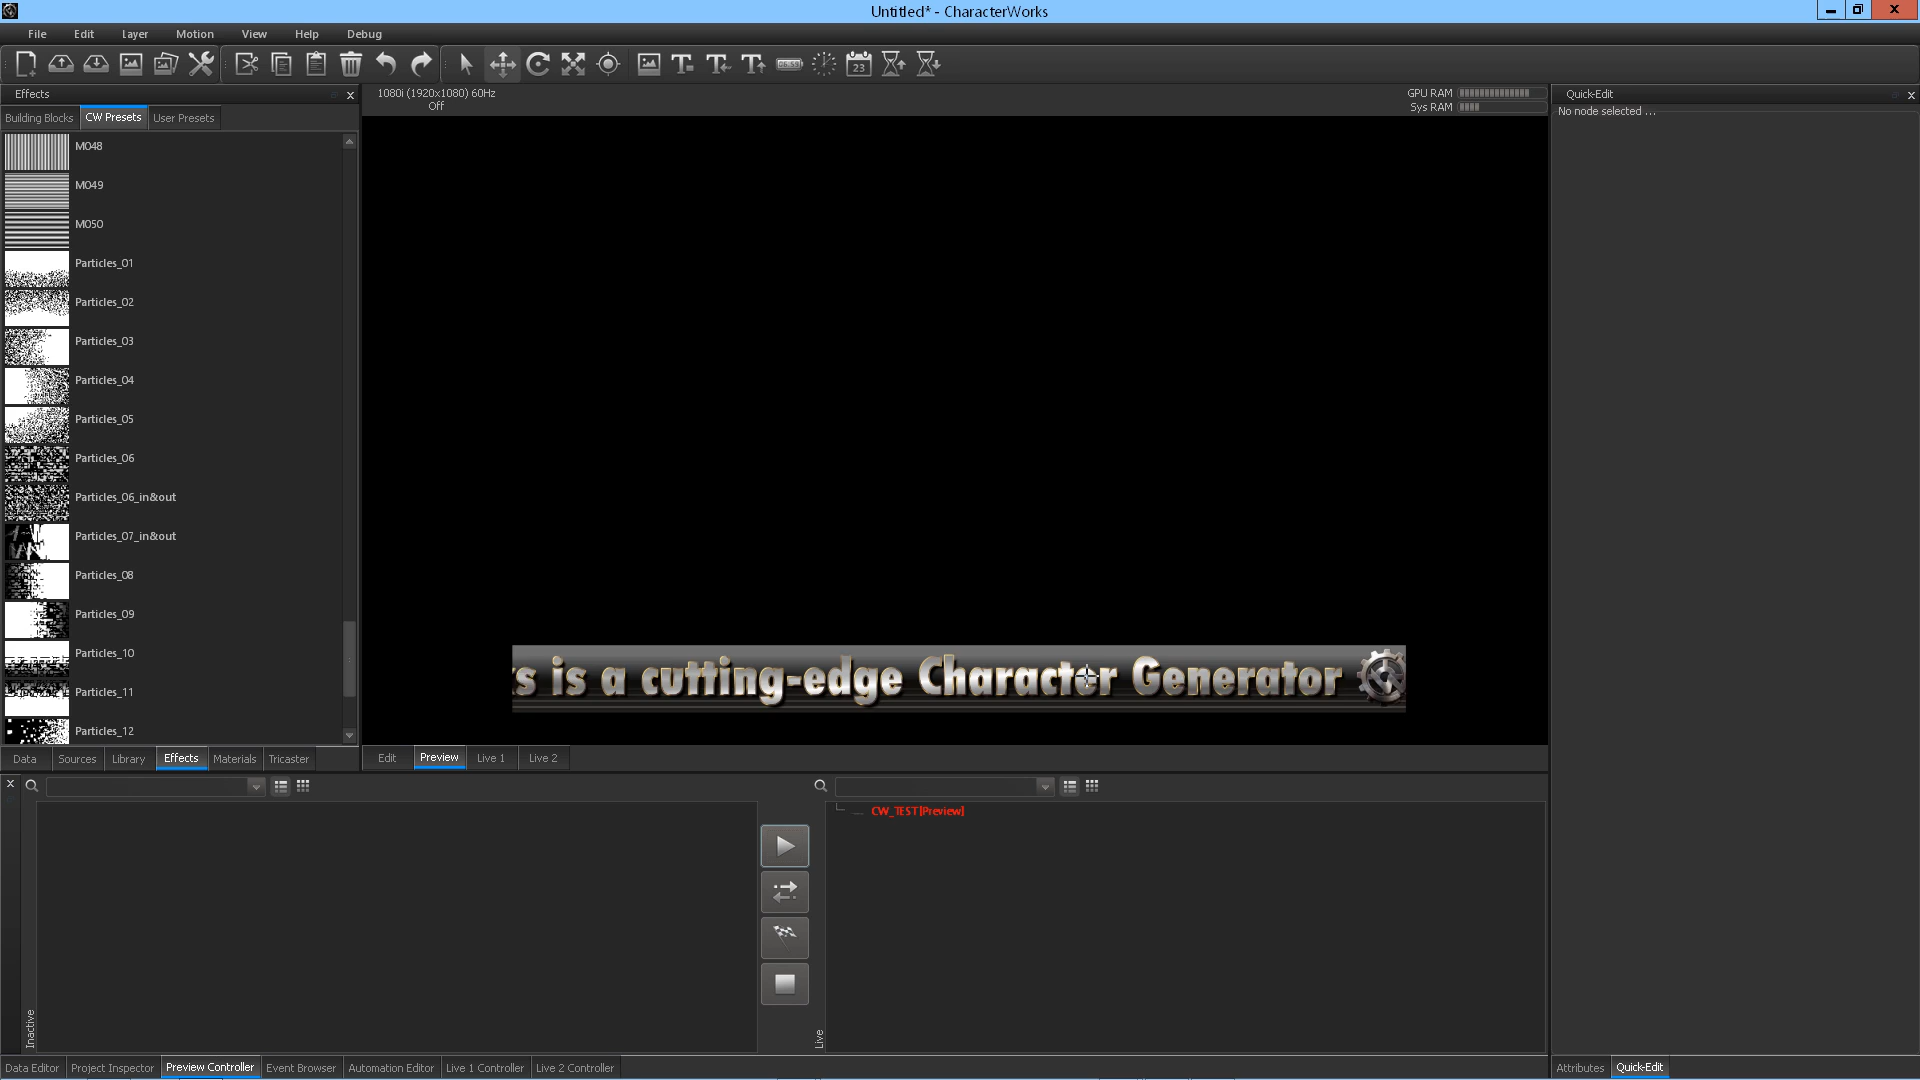 Untitled* - CharacterWorks
File Edit Layer Motion View Help Debug
Effects
Building Blocks CW Presets User Presets
M048
M049
M050
Particles_01
Particles_02
Particles_03
Particles_04
Particles_05
Particles_06
Particles_06_in&out
Particles_07_in&out
Particles_08
Particles_09
Particles_10
Particles_11
Particles_12
Data Sources Library Effects Materials Tricaster
1080i (1920x1080) 60Hz
Off
GPU RAM
Sys RAM
23
s is a cutting-edge Character Generator
Edit Preview Live 1 Live 2
Quick-Edit
No node selected ...
CW_TEST[Preview]
Inactive
Live
Data Editor Project Inspector Preview Controller Event Browser Automation Editor Live 1 Controller Live 2 Controller
Attributes Quick-Edit